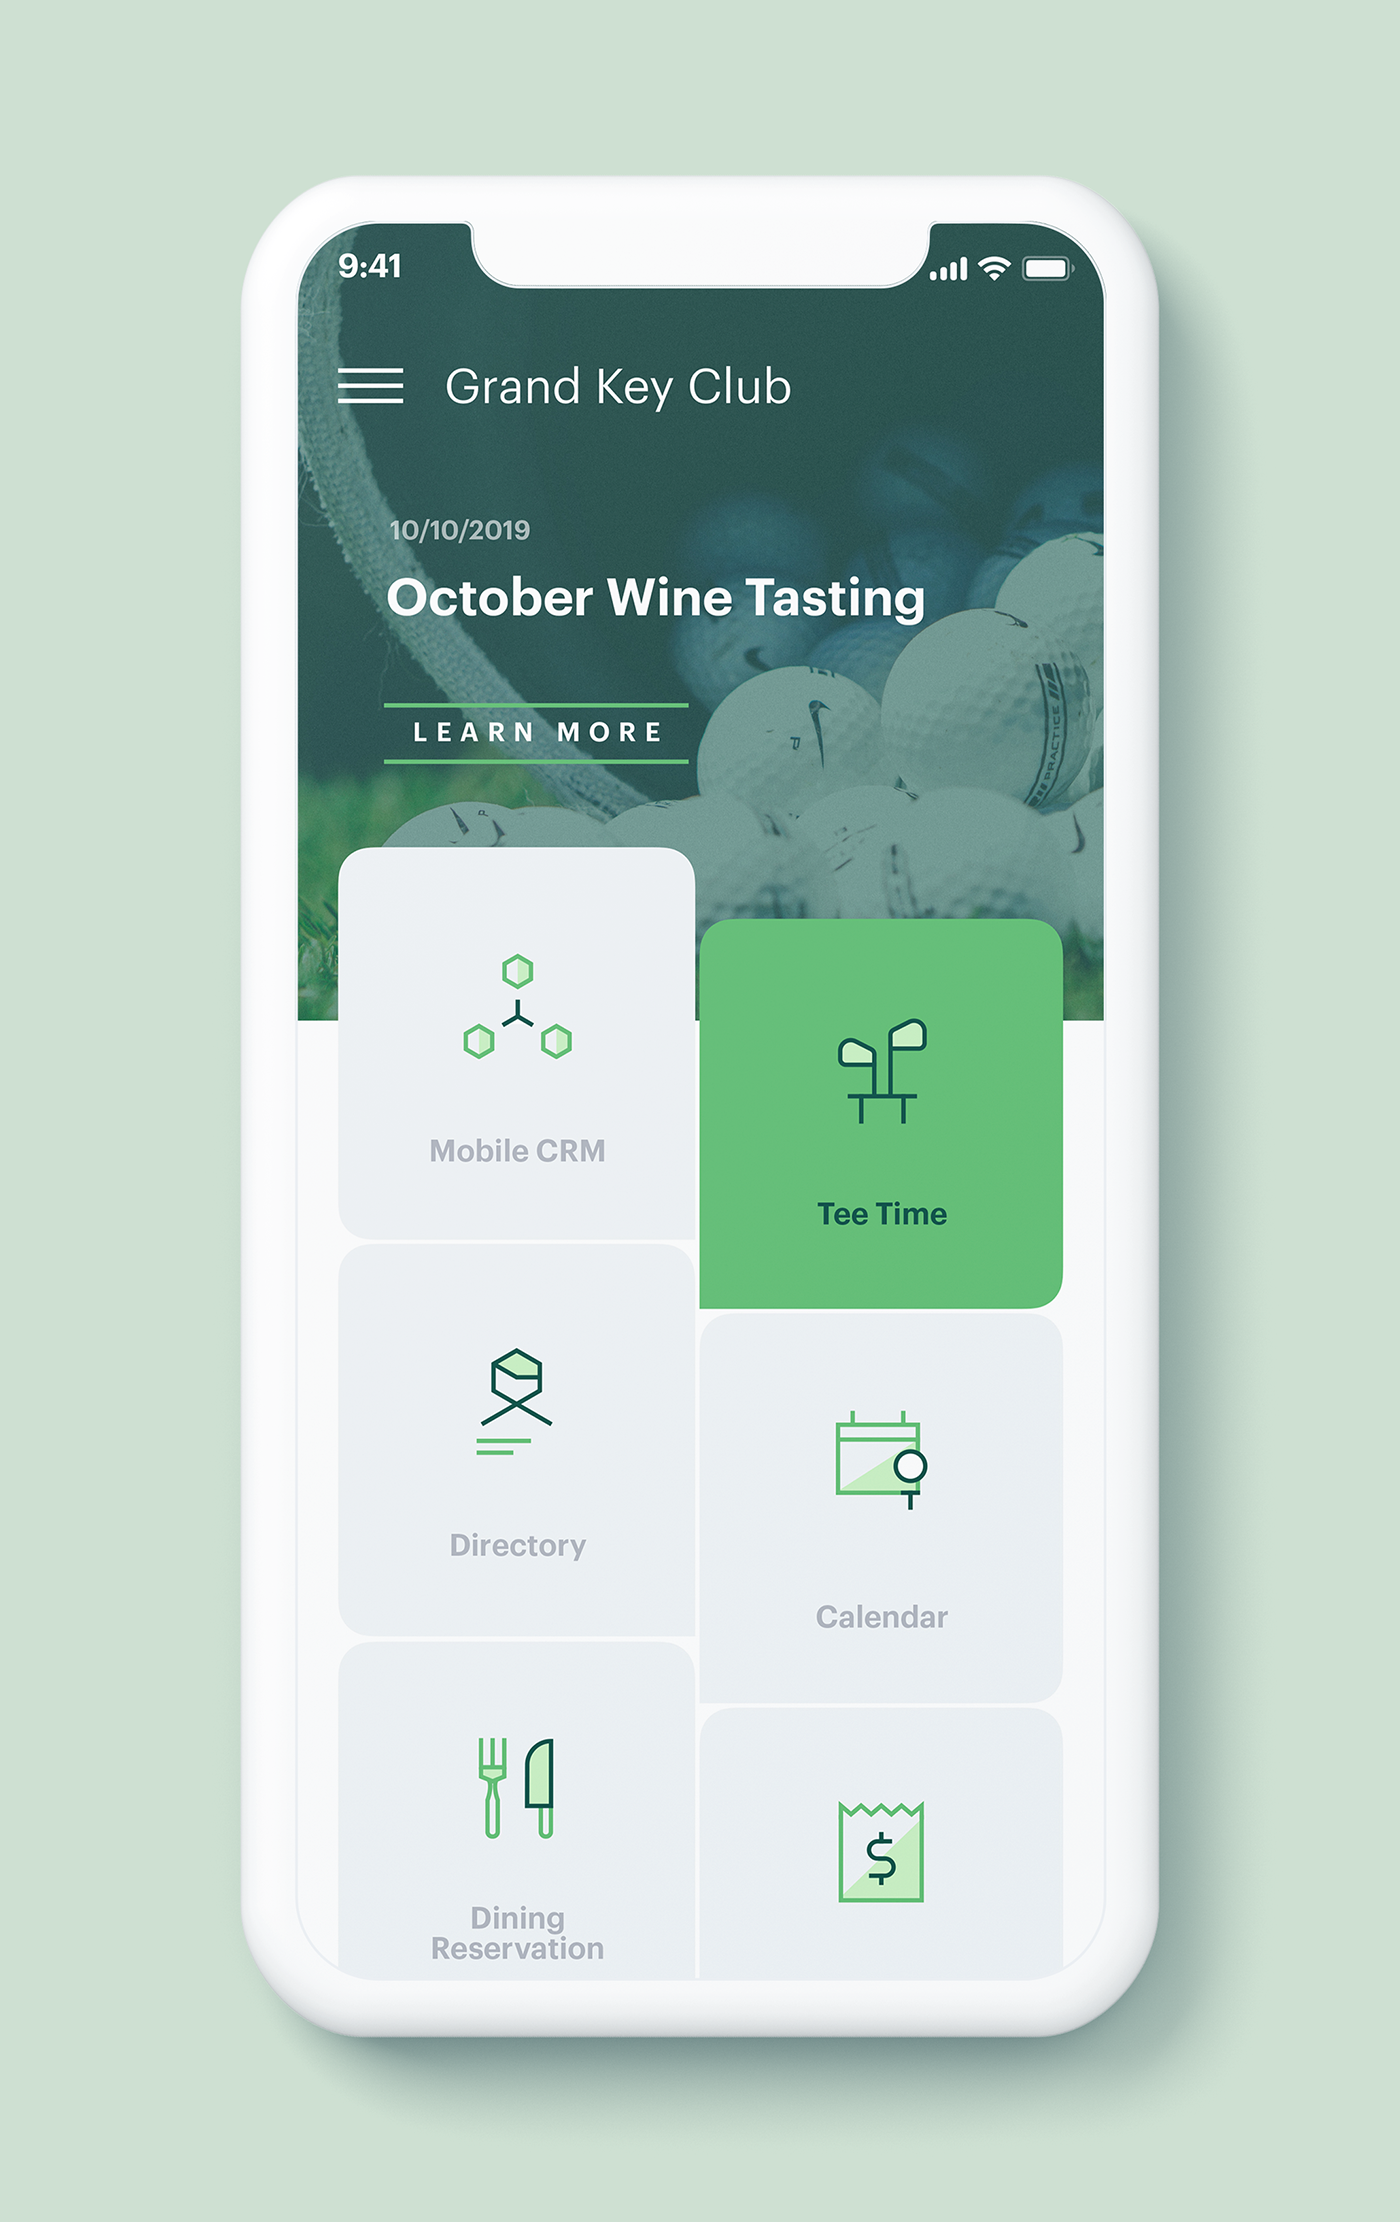 9:41
Grand Key Club
10/10/2019
October Wine Tasting
LEARN MORE
PRACTICE
P
P
Mobile CRM
Tee Time
Directory
Calendar
Dining
Reservation
$